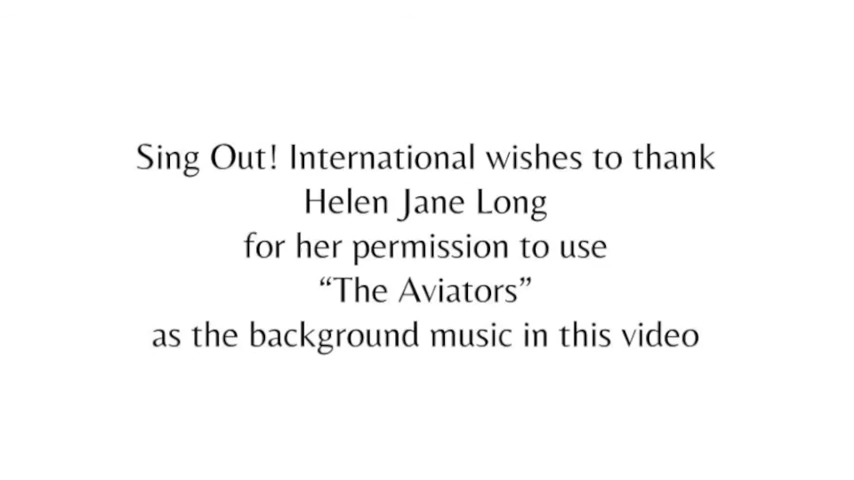 Sing Out! International wishes to thank
Helen Jane Long
for her permission to use
“The Aviators”
as the background music in this video